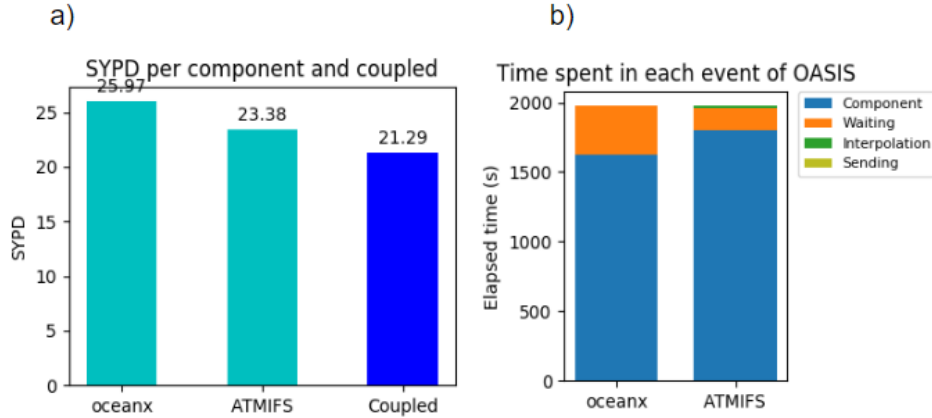 a)
SYPD per component and coupled
25.97
23.38
21.29
25
20
15
10
5
0
SYPD
oceanx
ATMIFS
Coupled
b)
Time spent in each event of OASIS
2000
1500
1000
500
0
Elapsed time (s)
oceanx
ATMIFS
Component
Waiting
Interpolation
Sending